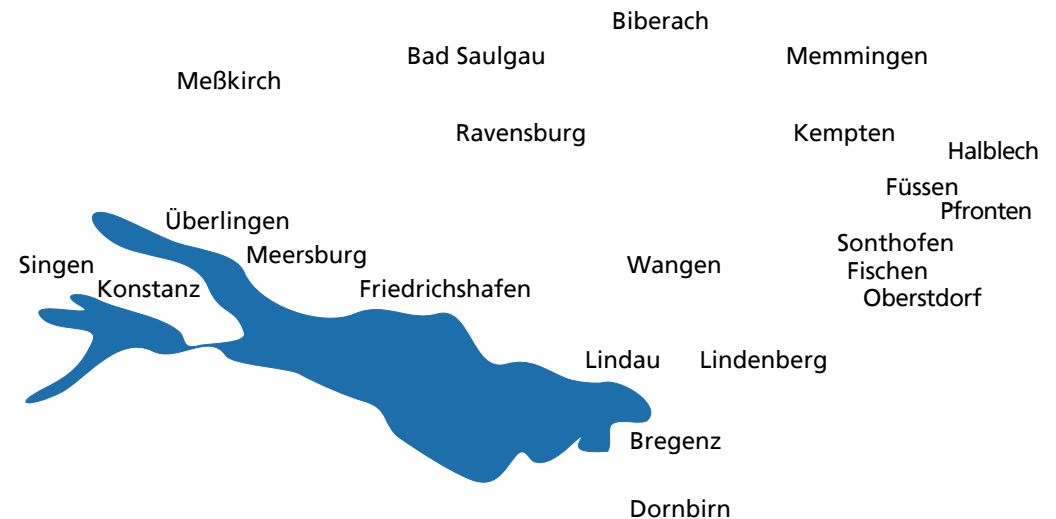 Biberach
Bad Saulgau
Memmingen
Meßkirch
Ravensburg
Kempten
Halblech
Füssen
Pfronten
Überlingen
Sonthofen
Meersburg
Singen
Wangen
Fischen
Konstanz
Friedrichshafen
Oberstdorf
Lindau
Lindenberg
Bregenz
Dornbirn